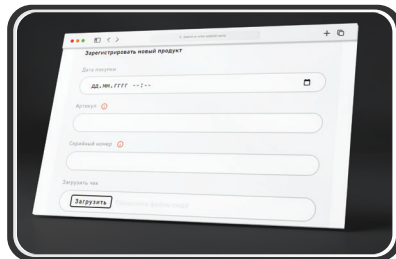 Зарегистрировать новый продукт
Дата покупки
дд.мм.гггг --:--
Артикул
Серийный номер
Загрузить чек
Загрузить